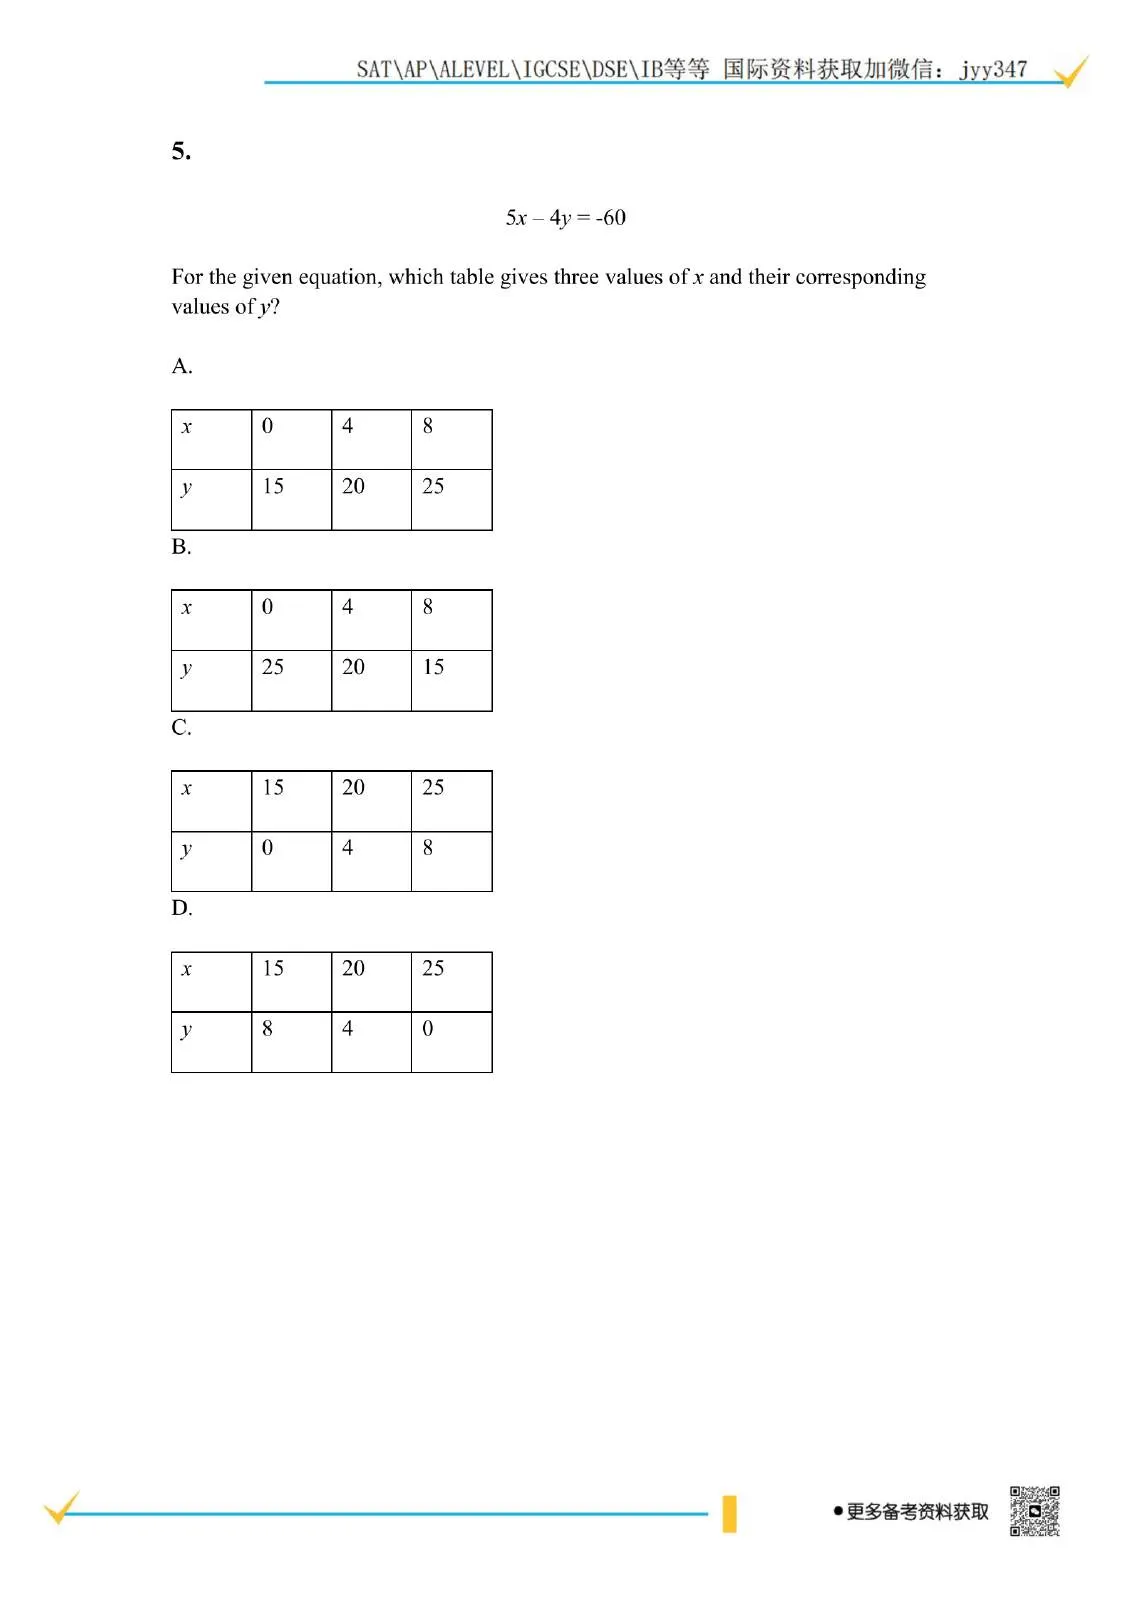 SAT\AP\ALEVEL\IGCSE\DSE\IB等等 国际资料获取加微信：jyy347
5.
5x – 4y = -60
For the given equation, which table gives three values of x and their corresponding
values of y?
A.
x 0 4 8
y 15 20 25
B.
x 0 4 8
y 25 20 15
C.
x 15 20 25
y 0 4 8
D.
x 15 20 25
y 8 4 0
●更多备考资料获取